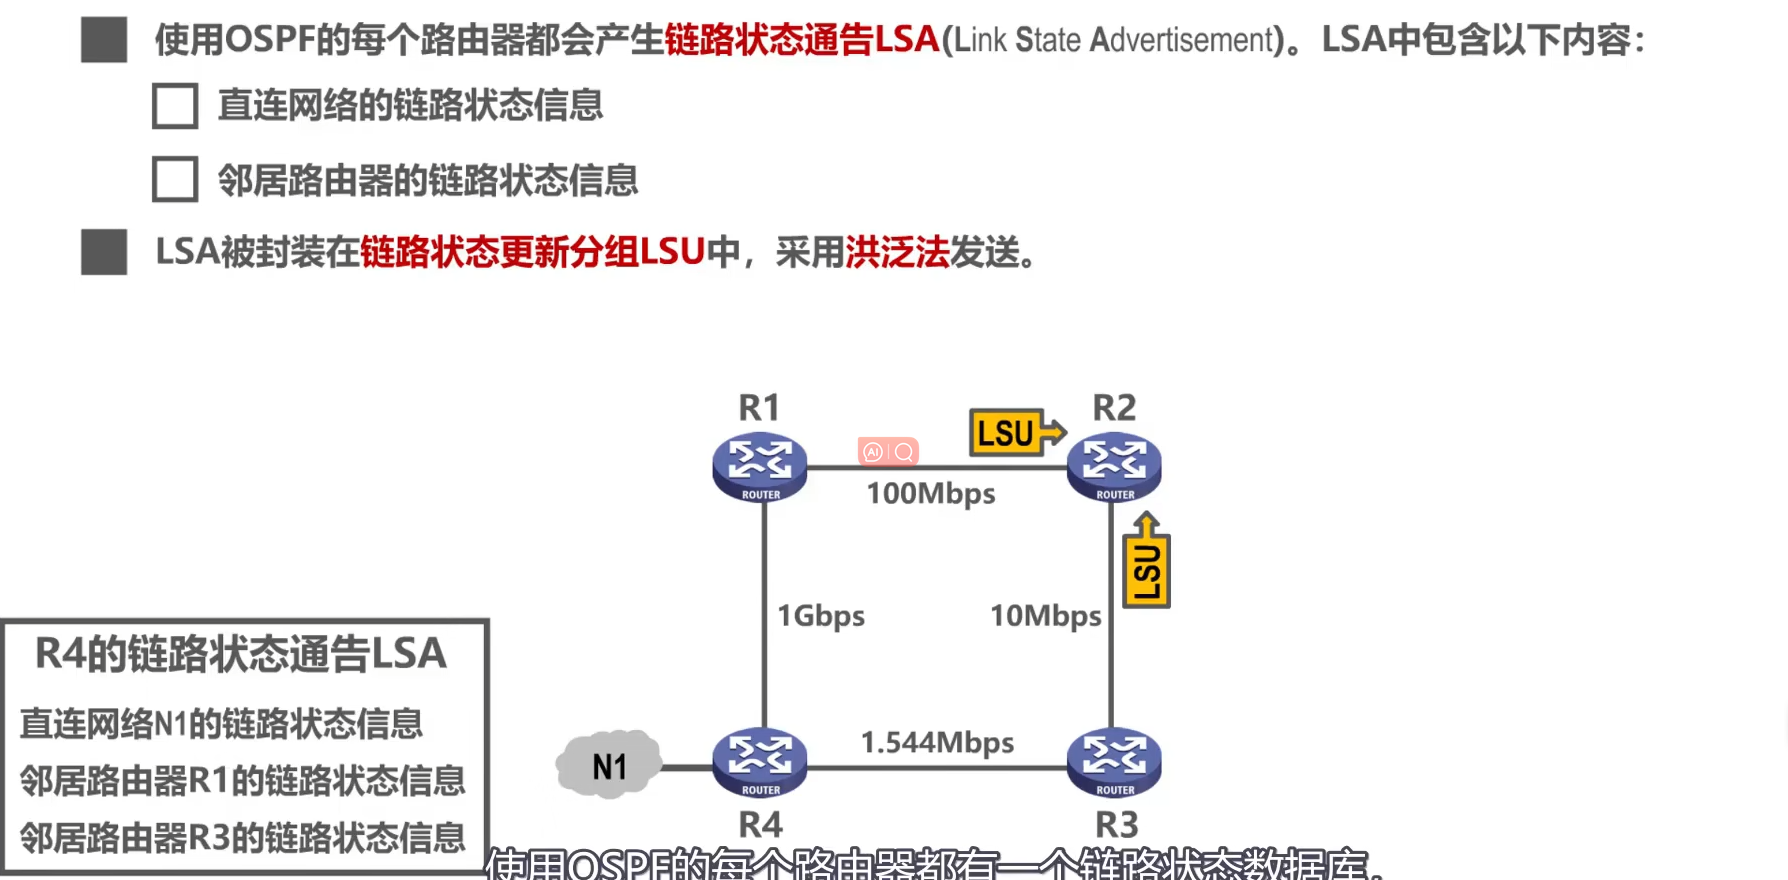 使用OSPF的每个路由器都会产生链路状态通告LSA(Link State Advertisement)。LSA中包含以下内容：
直连网络的链路状态信息
邻居路由器的链路状态信息
LSA被封装在链路状态更新分组LSU中，采用洪泛法发送。
R1
R2
LSU
AI
ROUTER
ROUTER
100Mbps
LSU
1Gbps
10Mbps
R4的链路状态通告LSA
直连网络N1的链路状态信息
邻居路由器R1的链路状态信息
邻居路由器R3的链路状态信息
N1
1.544Mbps
ROUTER
ROUTER
R4
R3
使用OSPF的每个路由器都有一个链路状态数据库，